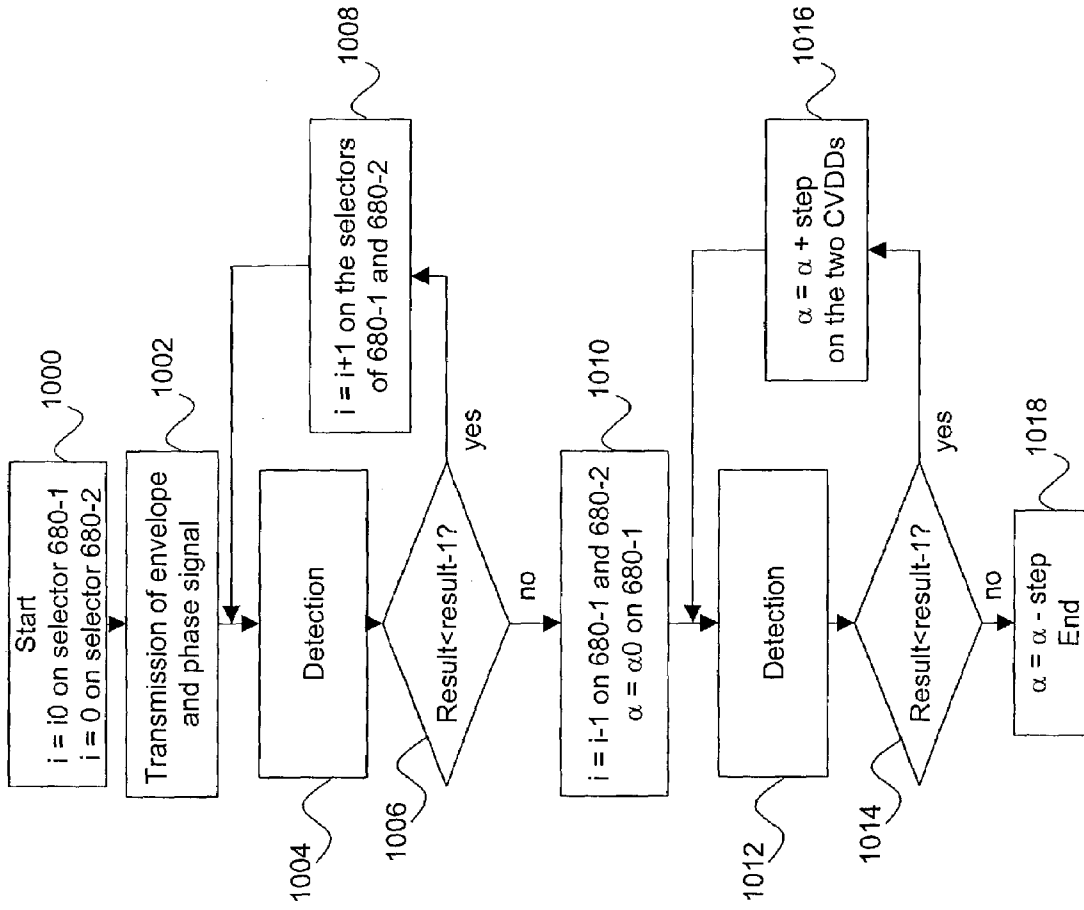 Start
i = i0 on selector 680-1
i = 0 on selector 680-2
1000
Transmission of envelope
and phase signal
1002
Detection
1004
Result<result-1?
1006
yes
no
i = i+1 on the selectors
of 680-1 and 680-2
1008
i = i-1 on 680-1 and 680-2
α = α0 on 680-1
1010
Detection
1012
Result<result-1?
1014
yes
no
α = α + step
on the two CVDDs
1016
α = α - step
End
1018